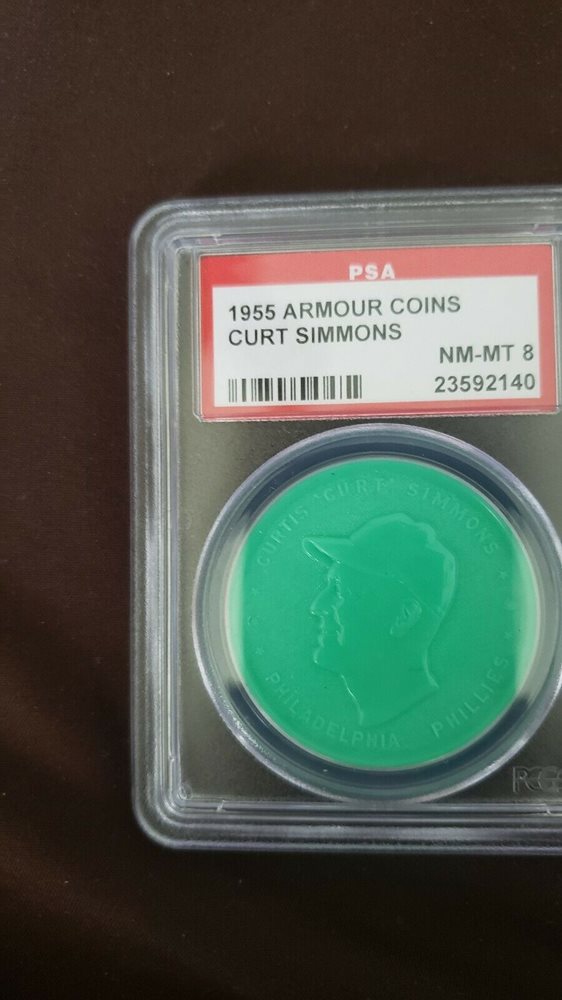 PSA
1955 ARMOUR COINS
CURT SIMMONS
NM-MT 8
23592140
CURTIS "CURT" SIMMONS
PHILADELPHIA PHILLIES